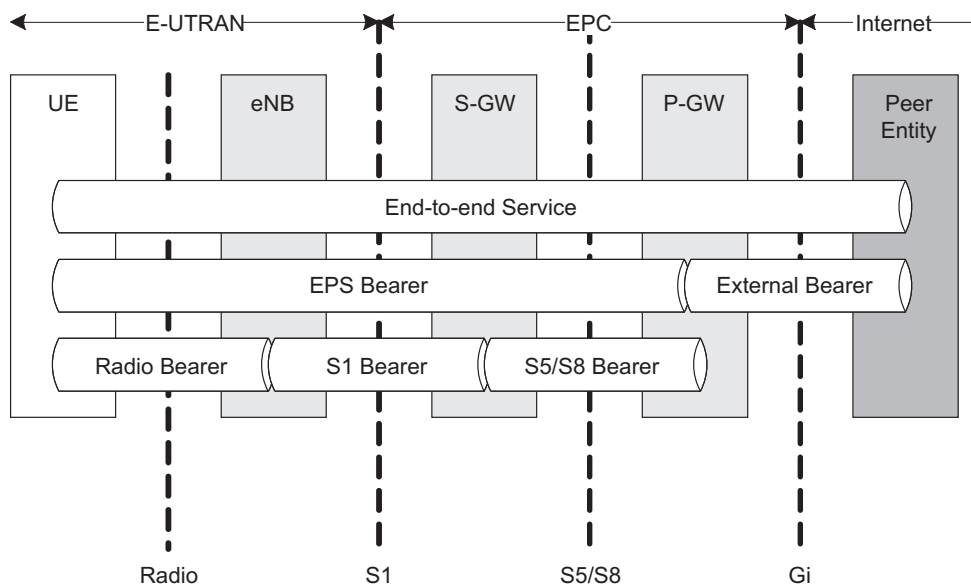 E-UTRAN
EPC
Internet
UE
eNB
S-GW
P-GW
Peer
Entity
End-to-end Service
EPS Bearer
External Bearer
Radio Bearer
S1 Bearer
S5/S8 Bearer
Radio
S1
S5/S8
Gi